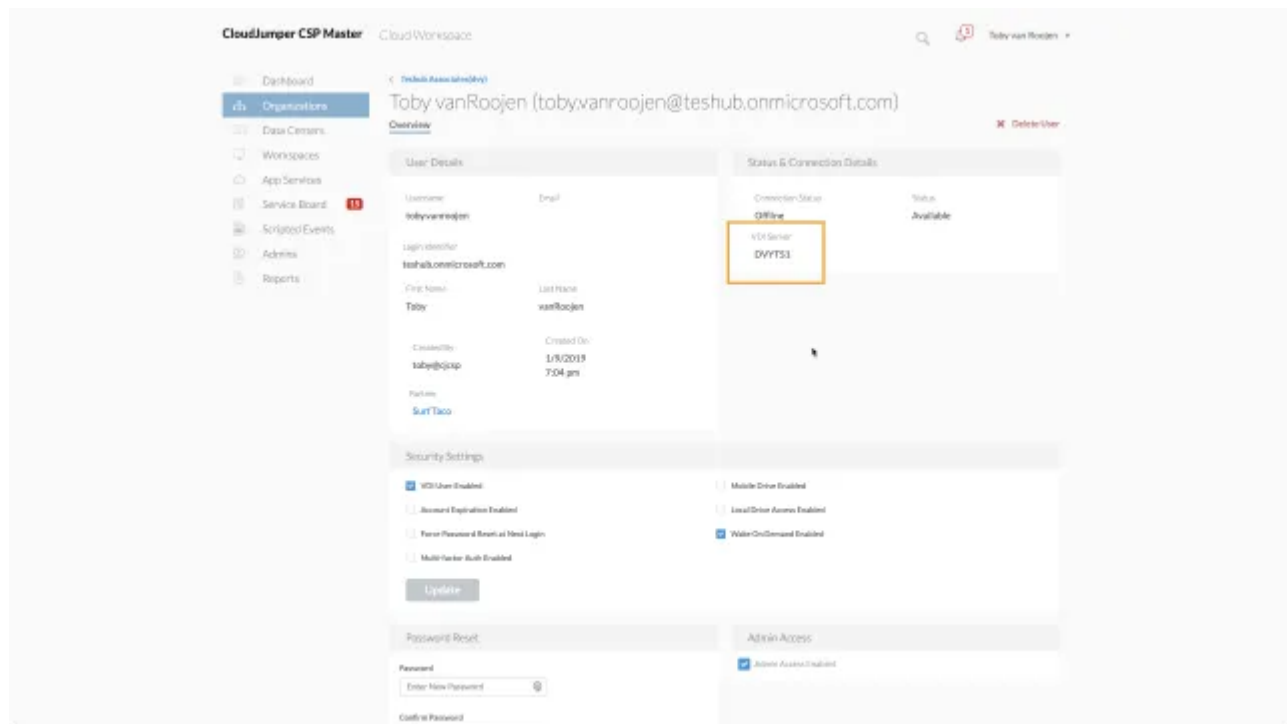 CloudJumper CSP Master Cloud Workspace
1 Toby van Roojen
Dashboard
Organizations
Data Centers
Workspaces
App Services
Service Board 15
Scripted Events
Admins
Reports
Teshub Associates(dvy)
Toby vanRoojen (toby.vanroojen@teshub.onmicrosoft.com)
Overview
Delete User
User Details
Username Email
tobyvanroojen
Login Identifier
teshub.onmicrosoft.com
First Name Last Name
Toby vanRoojen
Created By Created On
toby@cjcsp 1/9/2019
7:04 pm
Partner
Surf Taco
Status & Connection Details
Connection Status Status
Offline Available
VDI Server
DVYTS1
Security Settings
VDI User Enabled Mobile Drive Enabled
Account Expiration Enabled Local Drive Access Enabled
Force Password Reset at Next Login Wake On Demand Enabled
Multi-factor Auth Enabled
Update
Password Reset
Password
Enter New Password
Confirm Password
Admin Access
Admin Access Enabled